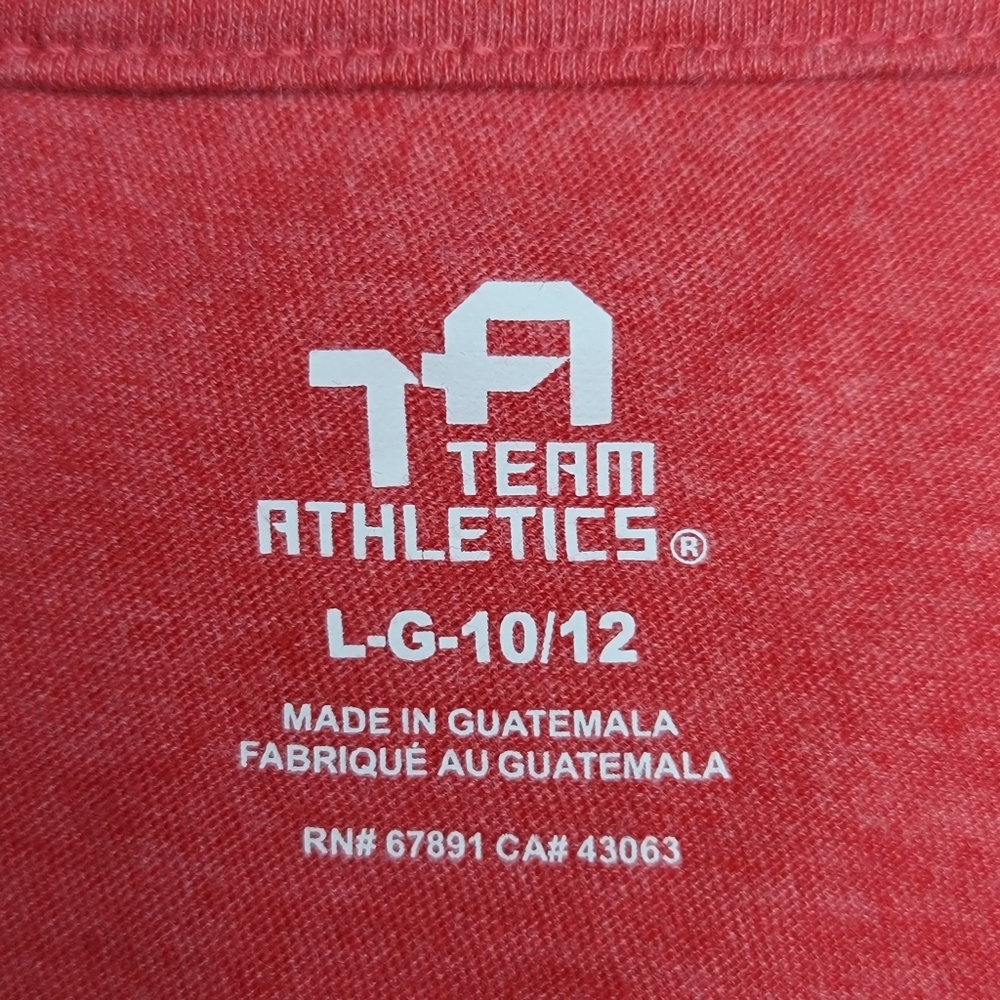 TA
TEAM
ATHLETICS®
L-G-10/12
MADE IN GUATEMALA
FABRIQUÉ AU GUATEMALA
RN# 67891 CA# 43063